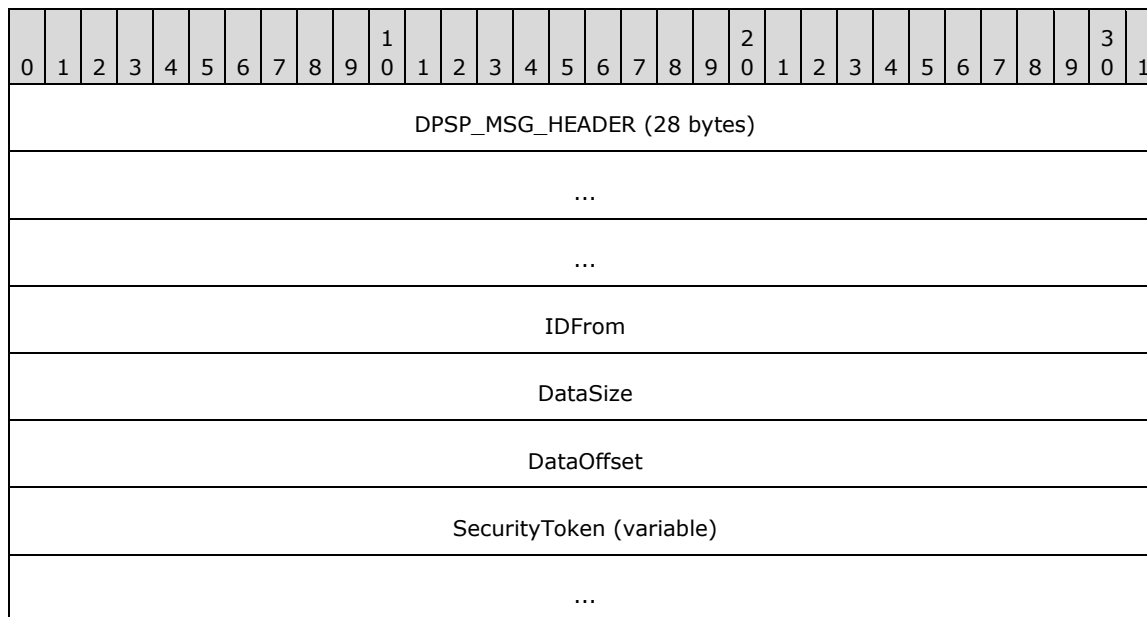 1 2 3
0 1 2 3 4 5 6 7 8 9 0 1 2 3 4 5 6 7 8 9 0 1 2 3 4 5 6 7 8 9 0 1
DPSP_MSG_HEADER (28 bytes)
...
...
IDFrom
DataSize
DataOffset
SecurityToken (variable)
...